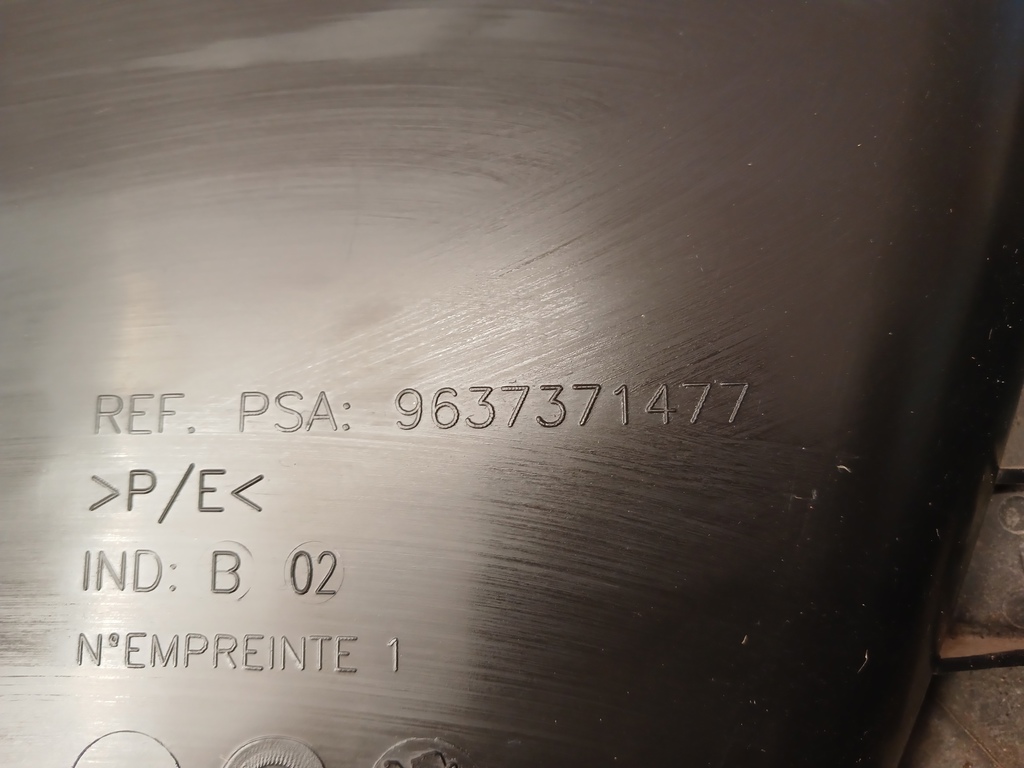 REF. PSA: 9637371477
>P/E<
IND: B 02
N°EMPREINTE 1